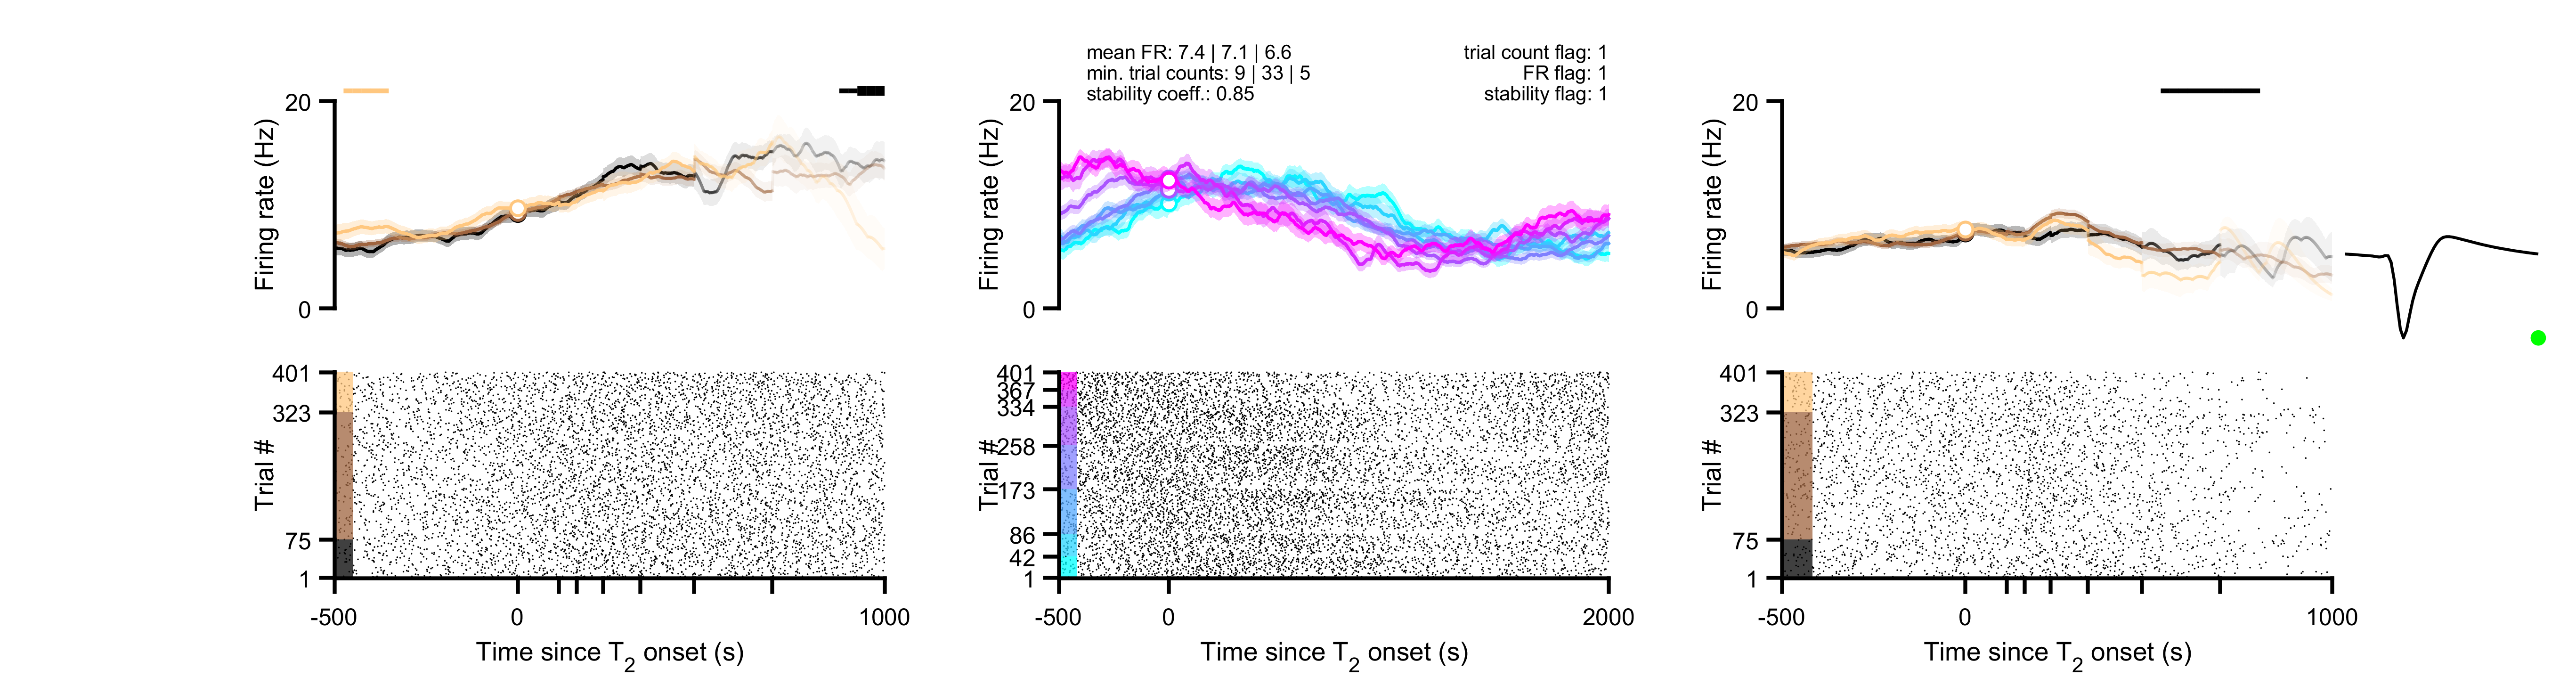 mean FR: 7.4 | 7.1 | 6.6
min. trial counts: 9 | 33 | 5
stability coeff.: 0.85
trial count flag: 1
FR flag: 1
stability flag: 1
20
Firing rate (Hz)
0
20
Firing rate (Hz)
0
20
Firing rate (Hz)
0
401
323
Trial #
75
1
-500
0
1000
Time since T2 onset (s)
401
367
334
258
Trial #
173
86
42
1
-500
0
2000
Time since T2 onset (s)
401
323
Trial #
75
1
-500
0
1000
Time since T2 onset (s)